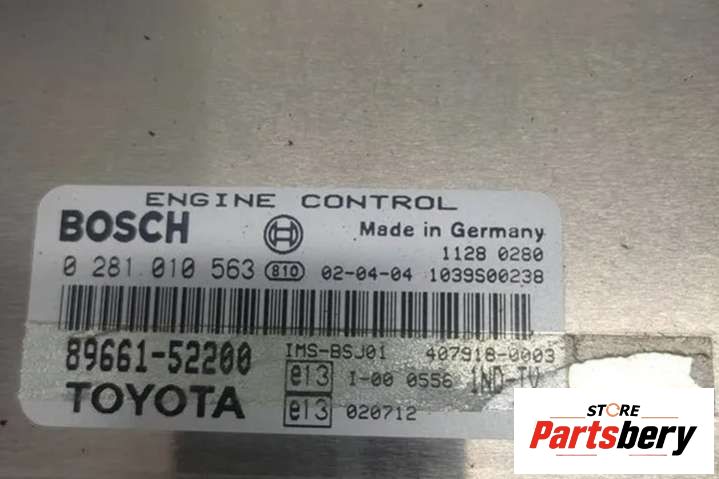 ENGINE CONTROL
BOSCH Made in Germany
1128 0280
0 281 010 563 810 02-04-04 1039S00238
89661-52200 IMS-BSJ01 407918-0003
TOYOTA e13 I-00 0556 1ND-TV
e13 020712
STORE
Partsbery